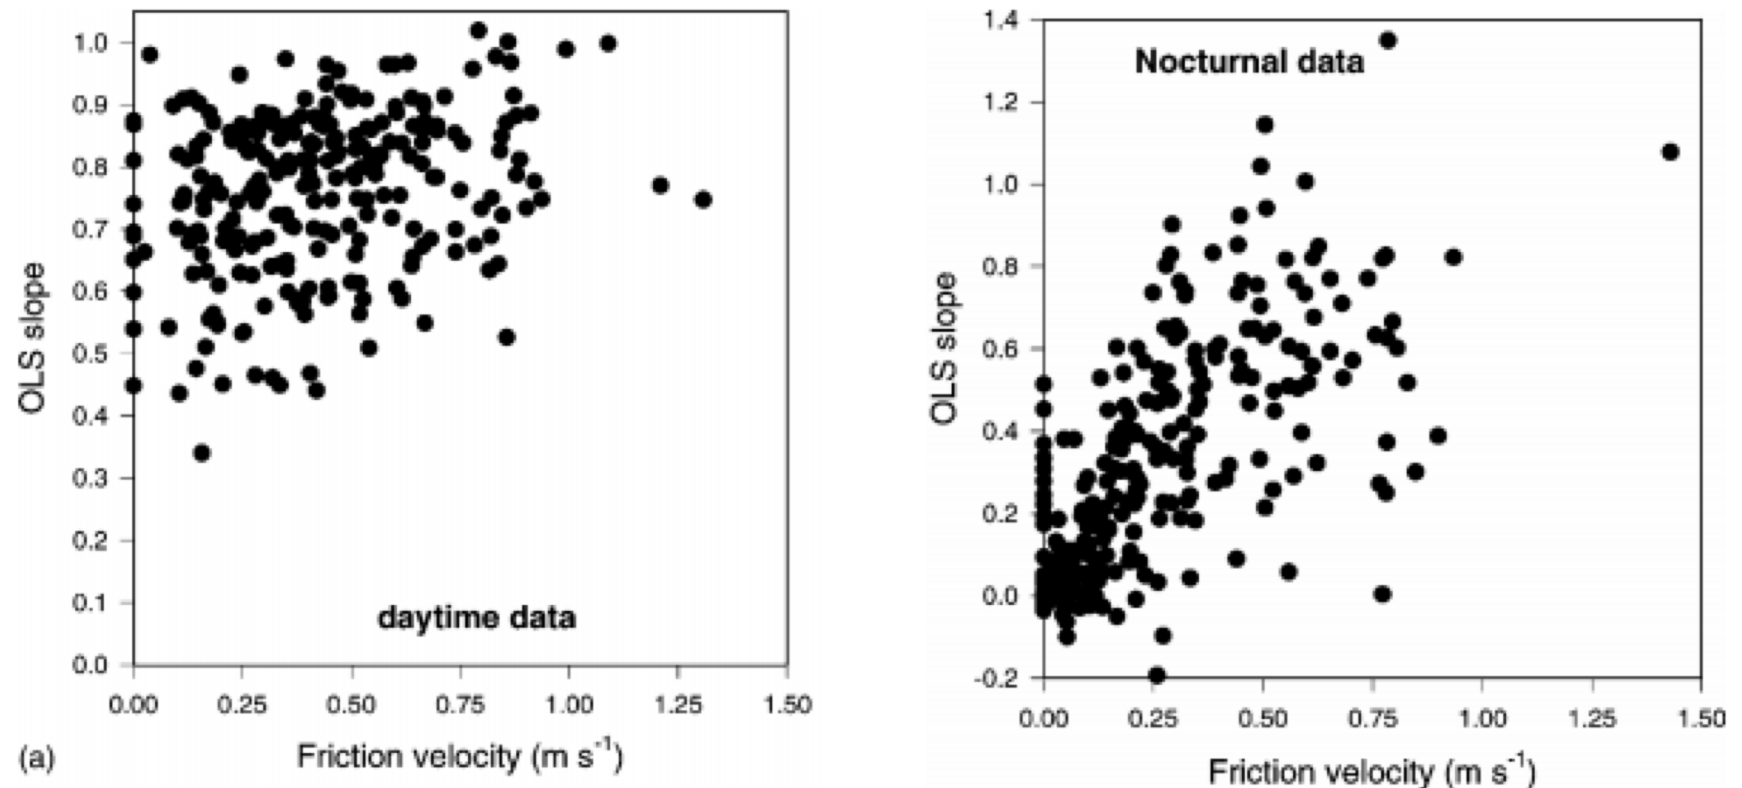 1.0
0.9
0.8
0.7
0.6
0.5
0.4
0.3
0.2
0.1
0.0
OLS slope
daytime data
0.00 0.25 0.50 0.75 1.00 1.25 1.50
(a)
Friction velocity (m s-1)
1.4
1.2
1.0
0.8
0.6
0.4
0.2
0.0
-0.2
OLS slope
Nocturnal data
0.00 0.25 0.50 0.75 1.00 1.25 1.50
Friction velocity (m s-1)